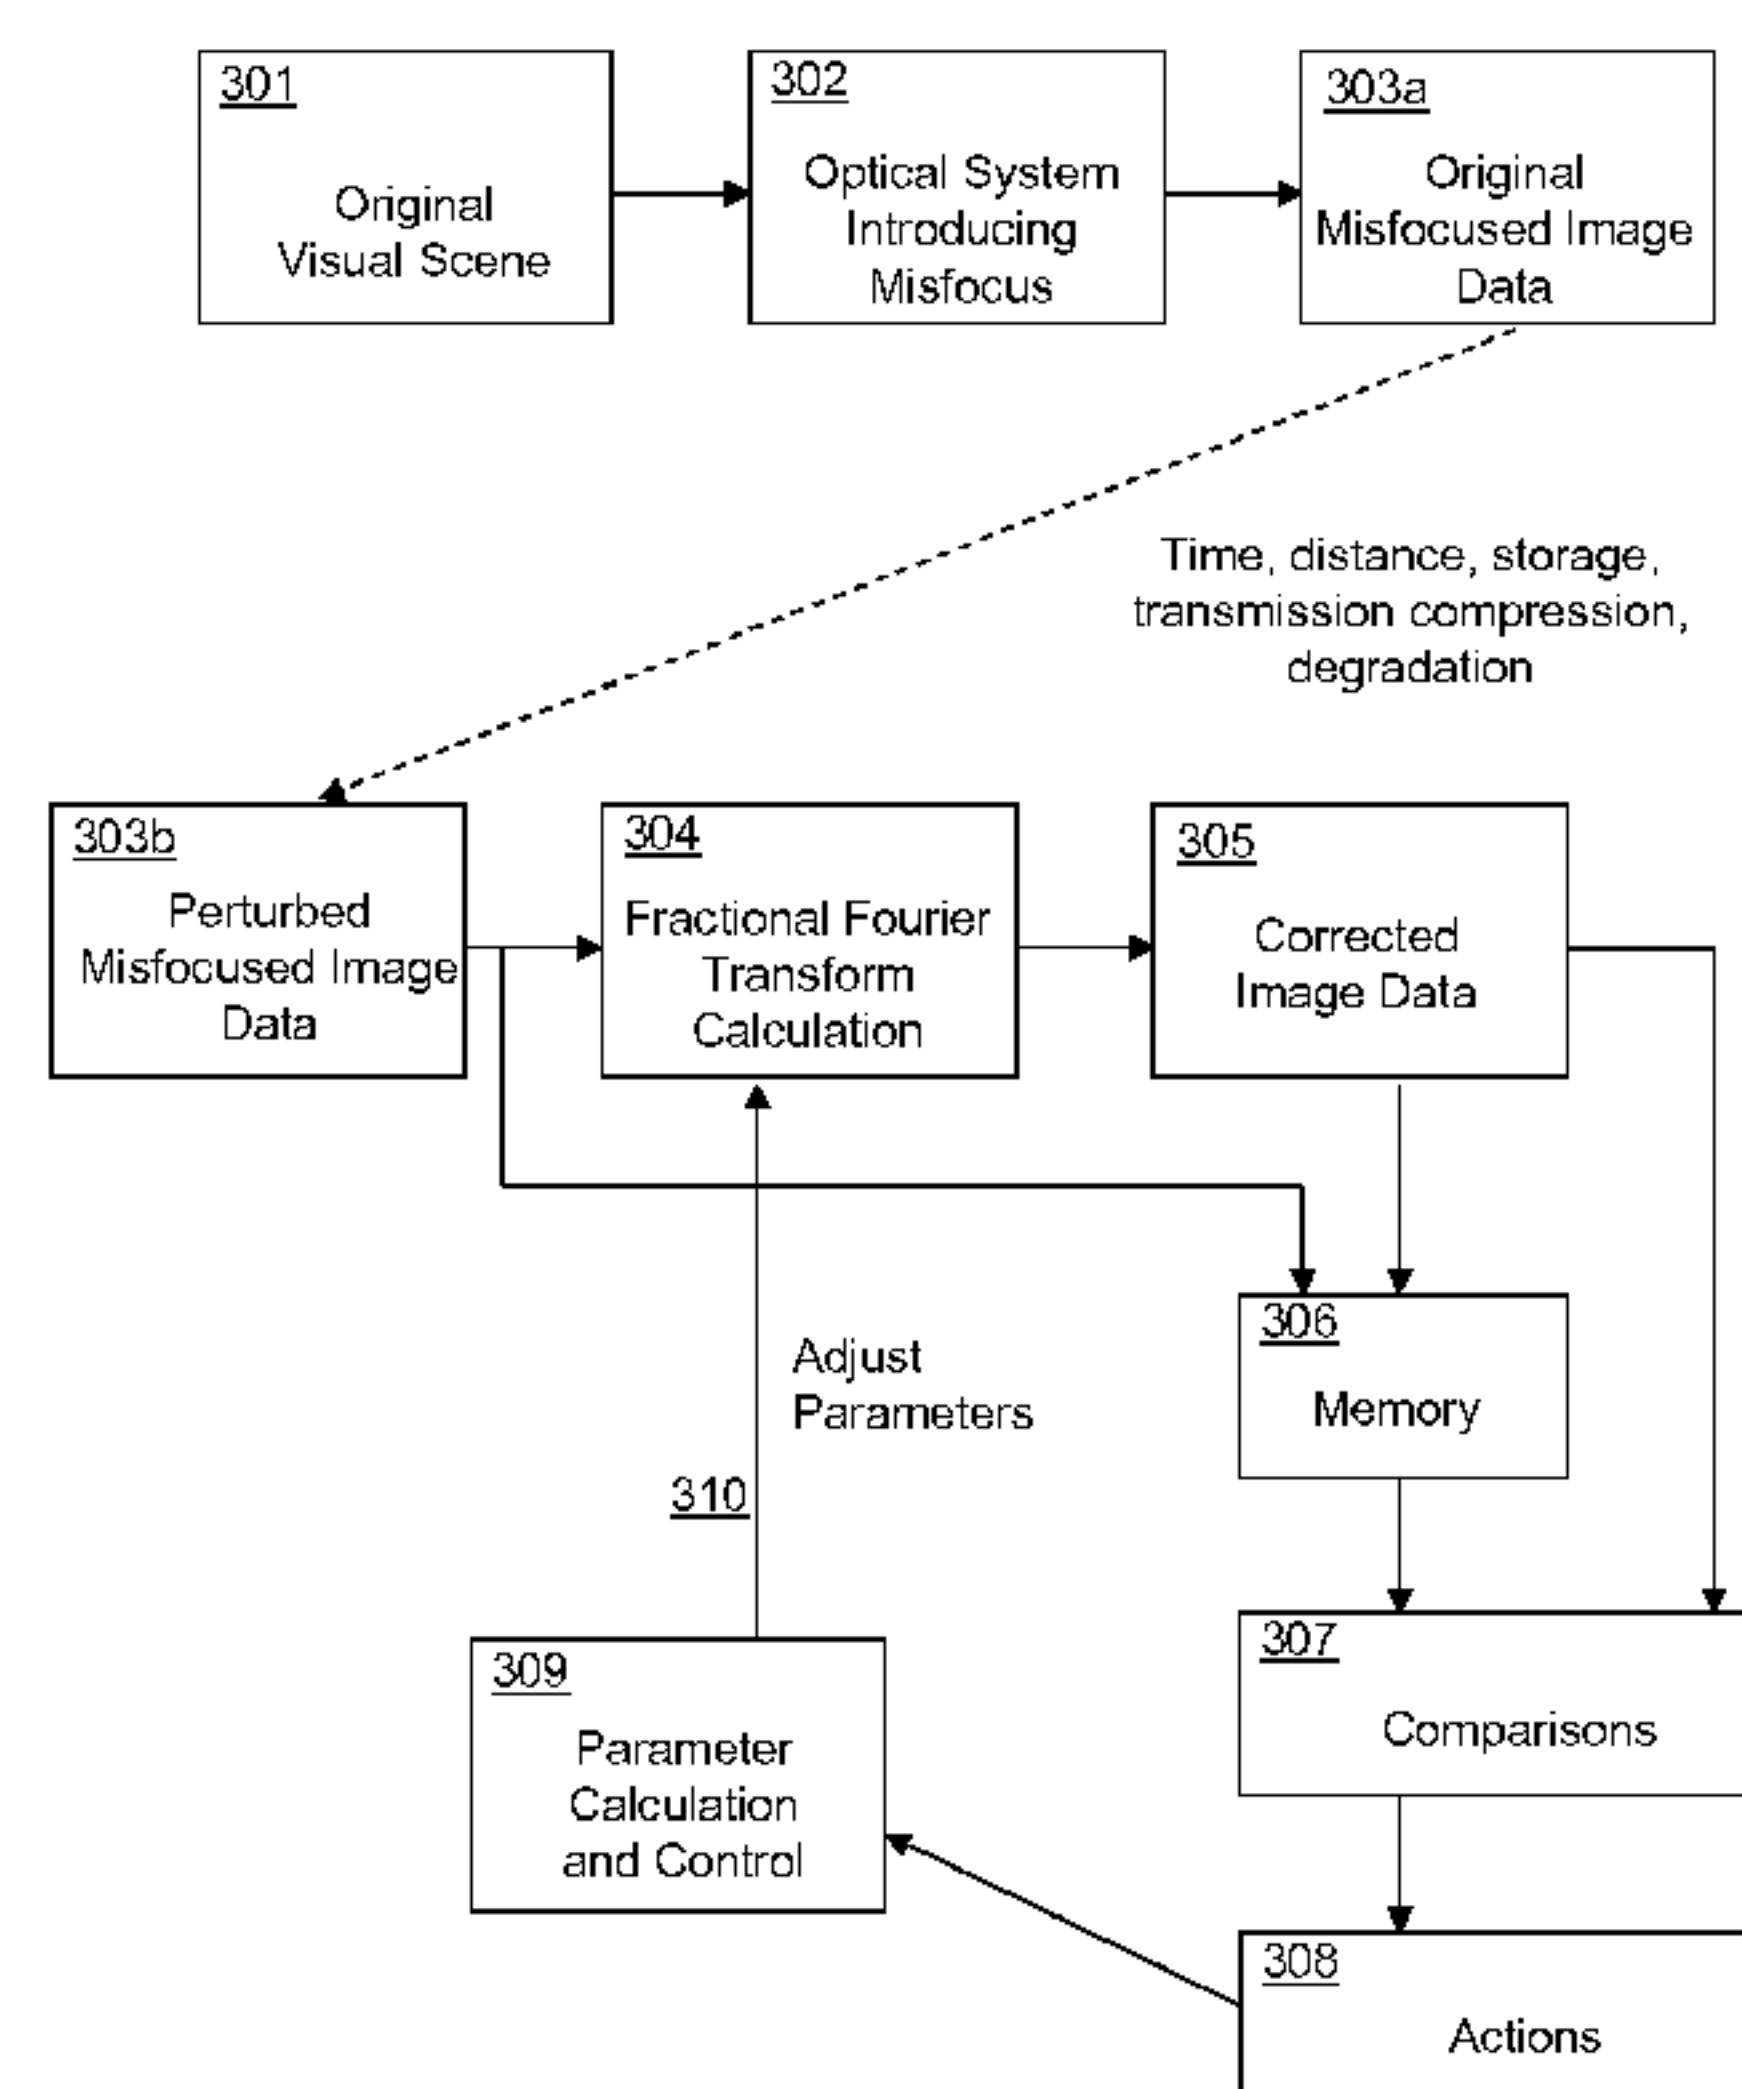 301
Original
Visual Scene
302
Optical System
Introducing
Misfocus
303a
Original
Misfocused Image
Data
Time, distance, storage,
transmission compression,
degradation
303b
Perturbed
Misfocused Image
Data
304
Fractional Fourier
Transform
Calculation
305
Corrected
Image Data
306
Memory
Adjust
Parameters
310
307
Comparisons
309
Parameter
Calculation
and Control
308
Actions